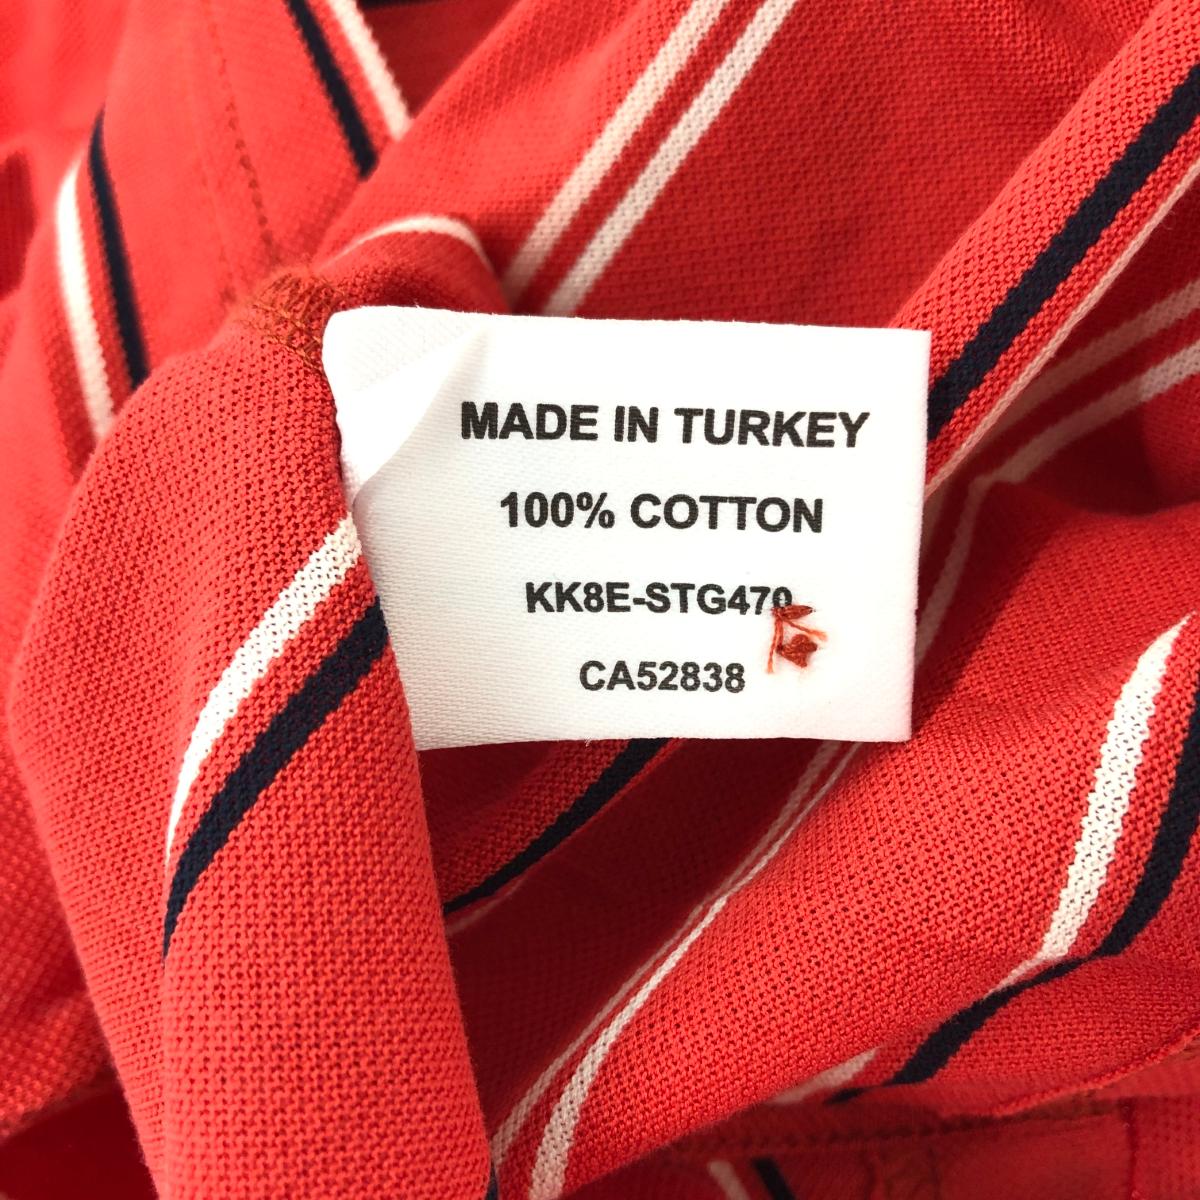 MADE IN TURKEY
100% COTTON
KK8E-STG470
CA52838